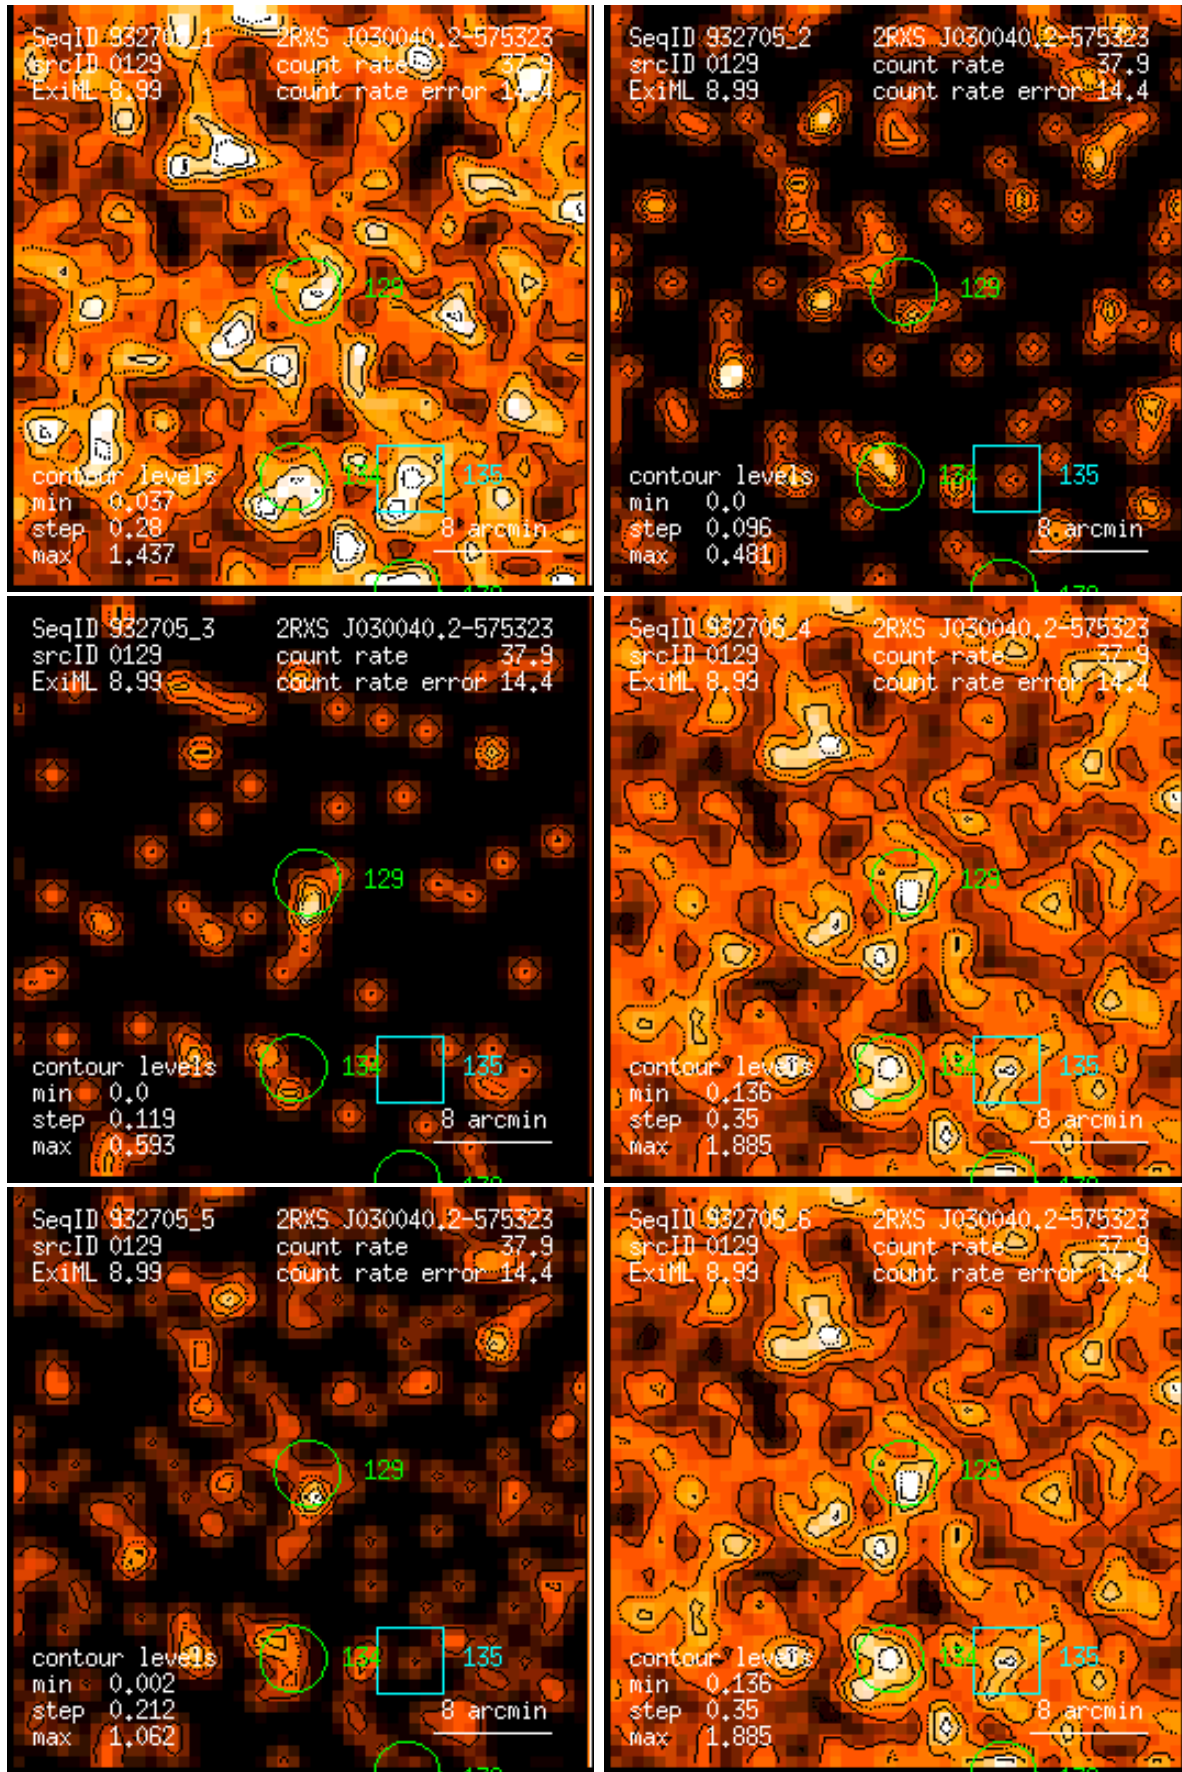 SeqID 932705_1 2RXS J030040.2-575323
srcID 0129 count rate 37.9
ExiML 8.99 count rate error 14.4
129
134 135
contour levels
min 0.037
step 0.28
max 1.437
8 arcmin
SeqID 932705_2 2RXS J030040.2-575323
srcID 0129 count rate 37.9
ExiML 8.99 count rate error 14.4
129
134 135
contour levels
min 0.0
step 0.096
max 0.481
8 arcmin
SeqID 932705_3 2RXS J030040.2-575323
srcID 0129 count rate 37.9
ExiML 8.99 count rate error 14.4
129
134 135
contour levels
min 0.0
step 0.119
max 0.593
8 arcmin
SeqID 932705_4 2RXS J030040.2-575323
srcID 0129 count rate 37.9
ExiML 8.99 count rate error 14.4
129
134 135
contour levels
min 0.136
step 0.35
max 1.885
8 arcmin
SeqID 932705_5 2RXS J030040.2-575323
srcID 0129 count rate 37.9
ExiML 8.99 count rate error 14.4
129
134 135
contour levels
min 0.002
step 0.212
max 1.062
8 arcmin
SeqID 932705_6 2RXS J030040.2-575323
srcID 0129 count rate 37.9
ExiML 8.99 count rate error 14.4
129
134 135
contour levels
min 0.136
step 0.35
max 1.885
8 arcmin